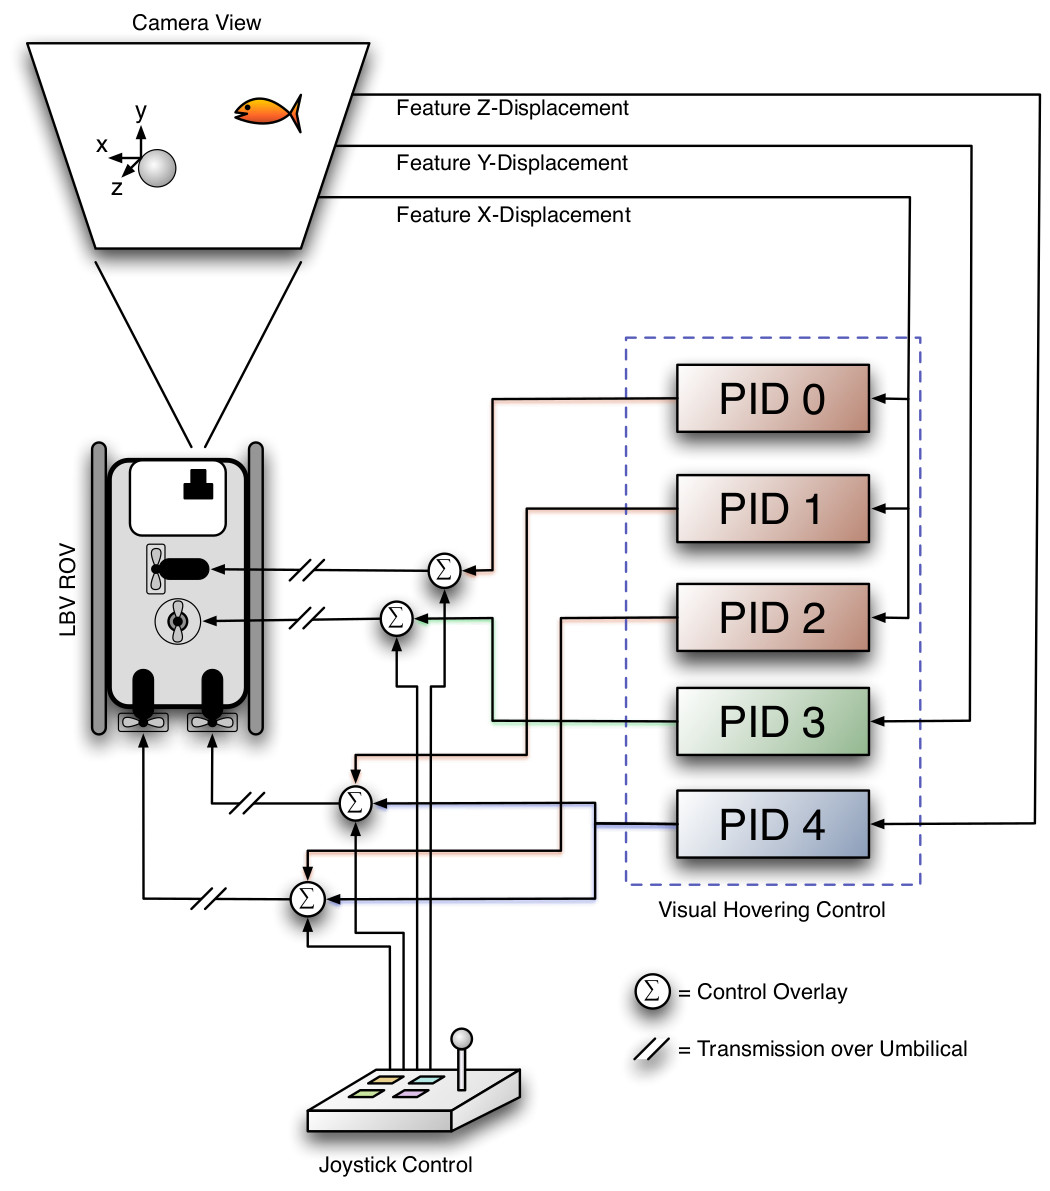 Camera View
y
x
z
Feature Z-Displacement
Feature Y-Displacement
Feature X-Displacement
PID 0
PID 1
PID 2
PID 3
PID 4
LBV ROV
Σ
Σ
Σ
Σ
Visual Hovering Control
Σ = Control Overlay
// = Transmission over Umbilical
Joystick Control